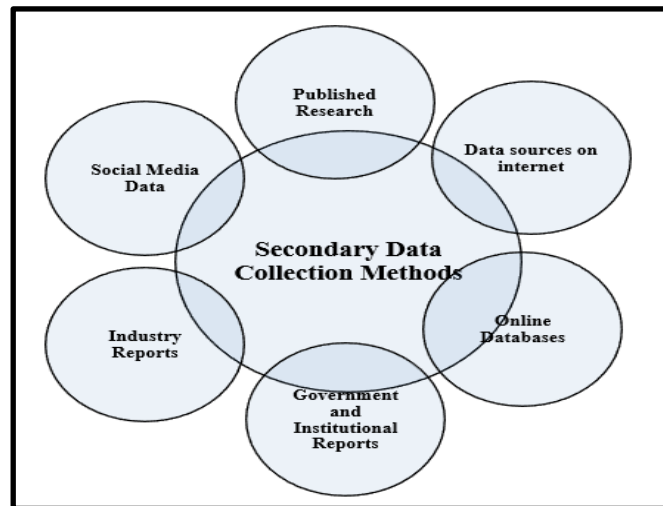 Published
Research
Data sources on
internet
Social Media
Data
Secondary Data
Collection Methods
Industry
Reports
Online
Databases
Government
and
Institutional
Reports